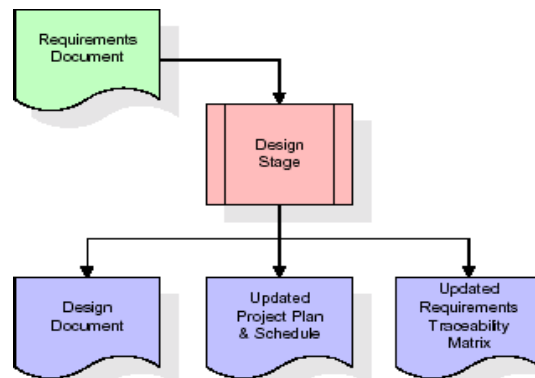 Requirements
Document
Design
Stage
Design
Document
Updated
Project Plan
& Schedule
Updated
Requirements
Traceability
Matrix